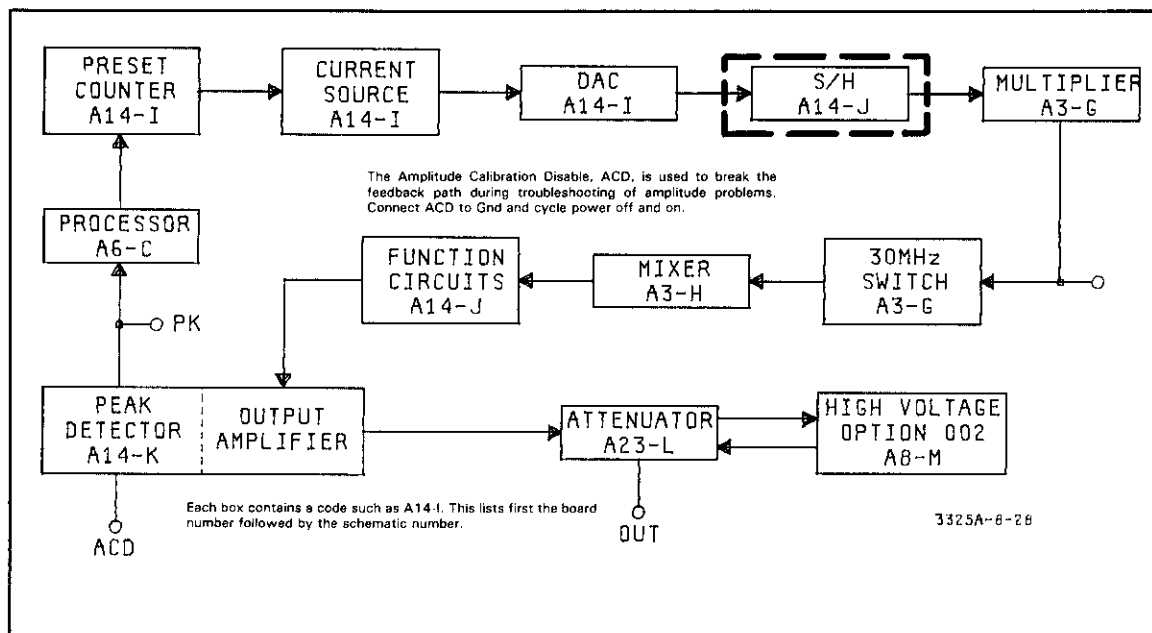 PRESET
COUNTER
A14-I
CURRENT
SOURCE
A14-I
DAC
A14-I
S/H
A14-J
MULTIPLIER
A3-G
The Amplitude Calibration Disable, ACD, is used to break the
feedback path during troubleshooting of amplitude problems.
Connect ACD to Gnd and cycle power off and on.
PROCESSOR
A6-C
FUNCTION
CIRCUITS
A14-J
MIXER
A3-H
30MHz
SWITCH
A3-G
PK
PEAK
DETECTOR
A14-K
OUTPUT
AMPLIFIER
ATTENUATOR
A23-L
HIGH VOLTAGE
OPTION 002
A8-M
Each box contains a code such as A14-I. This lists first the board
number followed by the schematic number.
ACD
OUT
3325A-8-28